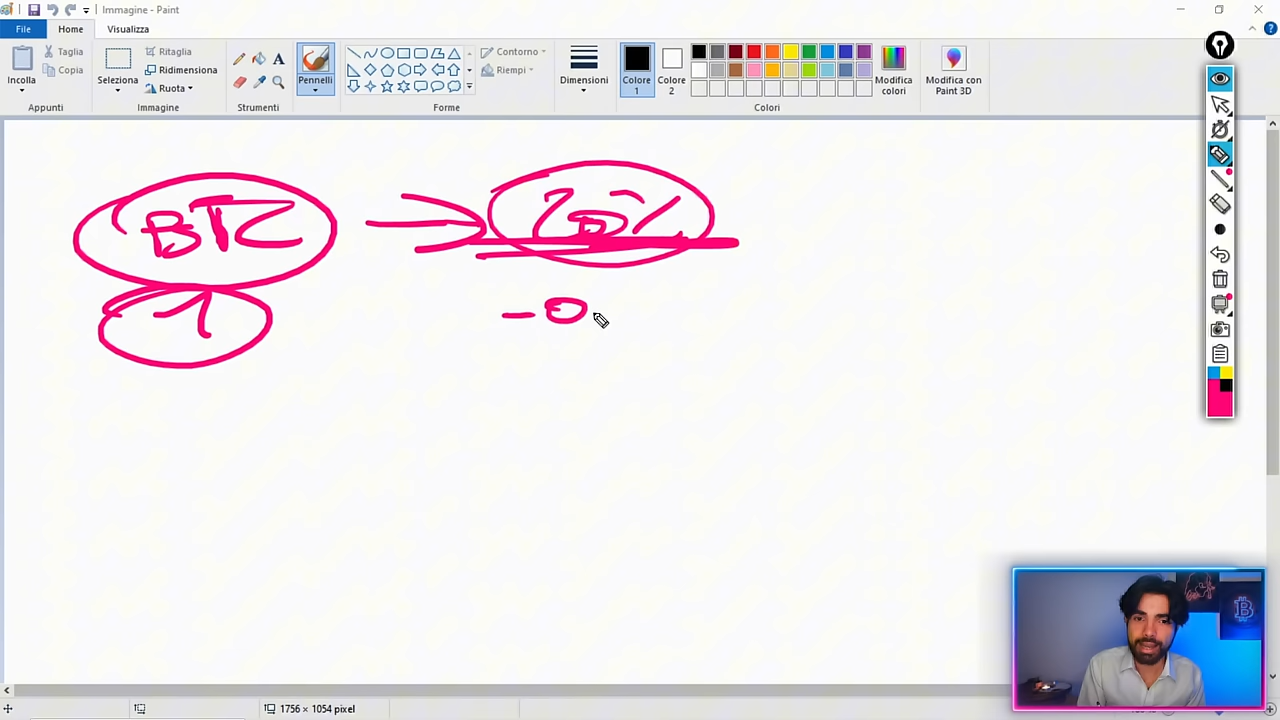 Immagine - Paint
File Home Visualizza
Incolla
Taglia
Copia
Appunti
Seleziona
Ritaglia
Ridimensiona
Ruota
Immagine
Strumenti
Pennelli
Forme
Contorno
Riempi
Dimensioni
Colore 1
Colore 2
Modifica colori
Colori
Modifica con Paint 3D
BTC
1
- 0
1756 × 1054 pixel